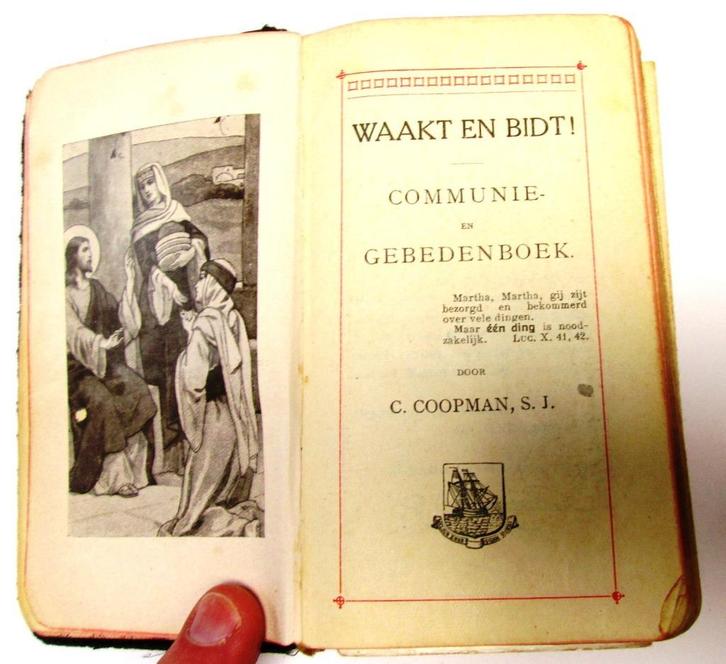 WAAKT EN BIDT!
COMMUNIE-
EN
GEBEDENBOEK.
Martha, Martha, gij zijt
bezorgd en bekommerd
over vele dingen.
Maar één ding is nood-
zakelijk. LUC. X. 41, 42.
DOOR
C. COOPMAN, S. J.